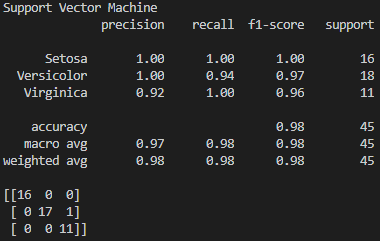 Support Vector Machine
              precision    recall  f1-score   support

      Setosa       1.00      1.00      1.00        16
  Versicolor       1.00      0.94      0.97        18
   Virginica       0.92      1.00      0.96        11

    accuracy                           0.98        45
   macro avg       0.97      0.98      0.98        45
weighted avg       0.98      0.98      0.98        45

[[16  0  0]
 [ 0 17  1]
 [ 0  0 11]]